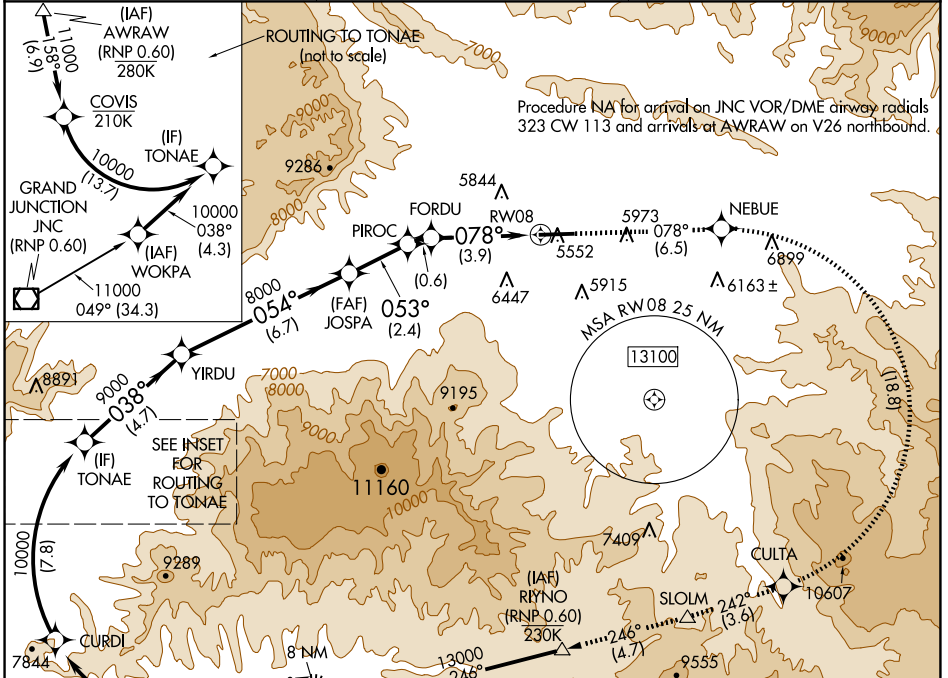 (IAF)
AWRAW
(RNP 0.60)
280K
11000
158°
(6.9)
ROUTING TO TONAE
(not to scale)
COVIS
210K
(IF)
TONAE
10000
(13.7)
GRAND
JUNCTION
JNC
(RNP 0.60)
10000
038°
(4.3)
(IAF)
WOKPA
11000
049° (34.3)
7000
9000
9000
8000
9286
Procedure NA for arrival on JNC VOR/DME airway radials
323 CW 113 and arrivals at AWRAW on V26 northbound.
5844
FORDU
PIROC
RW08
5973
NEBUE
078°
(3.9)
5552
078°
(6.5)
6899
(0.6)
6447
5915
6163 ±
8000
054°
(6.7)
(FAF)
JOSPA
053°
(2.4)
MSA RW08 25 NM
13100
YIRDU
7000
8000
9000
9195
8891
9000
038°
(4.7)
(18.8)
(IF)
TONAE
SEE INSET
FOR
ROUTING
TO TONAE
11160
10000
10000
(7.8)
9289
7409
CULTA
10607
(IAF)
RIYNO
(RNP 0.60)
230K
SLOLM
242°
(3.6)
246°
(4.7)
CURDI
7844
8 NM
13000
246°
9555